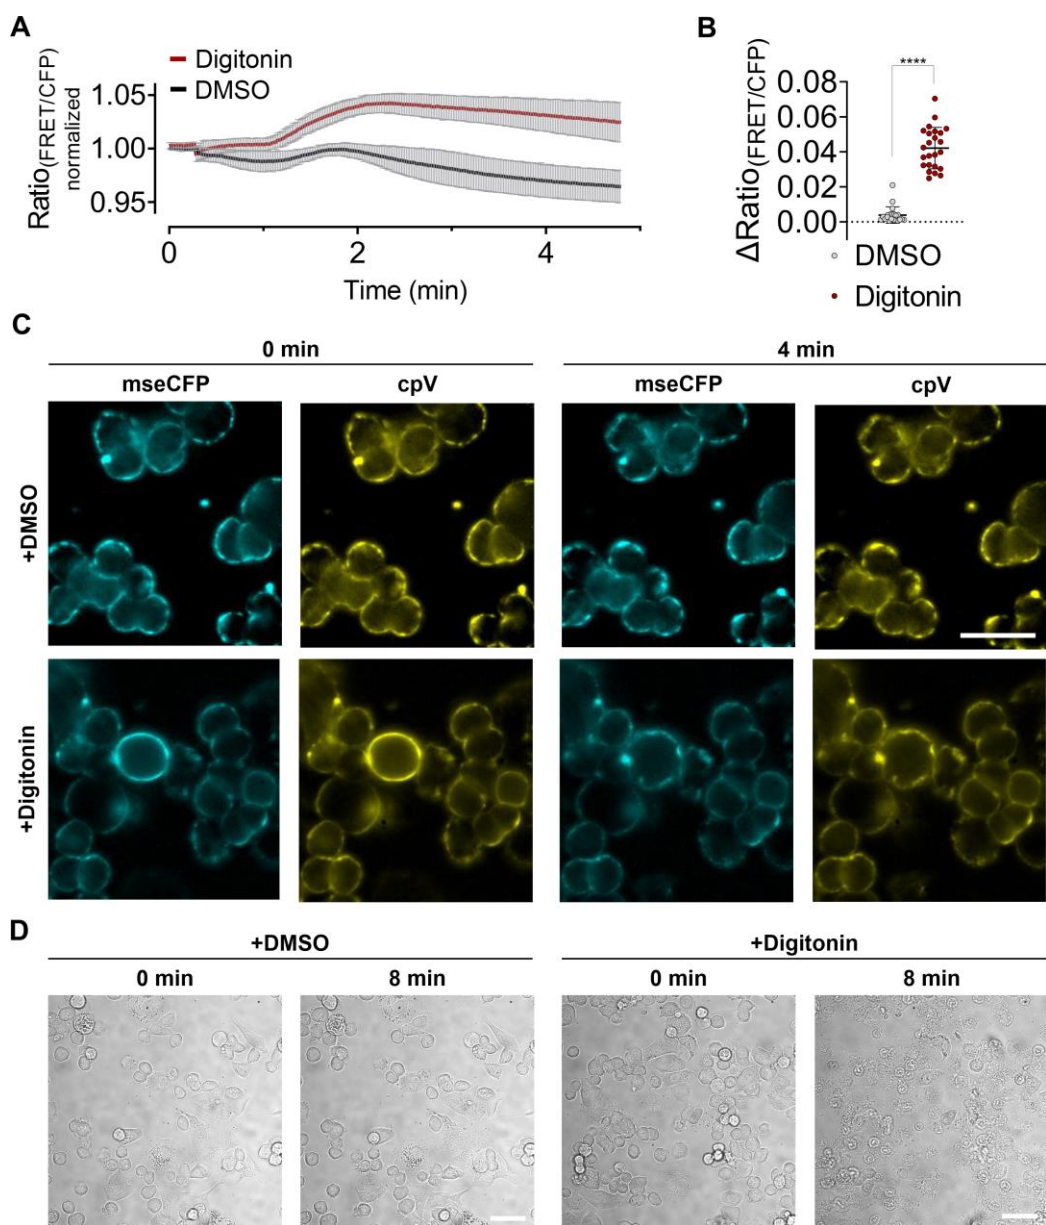 A
Ratio(FRET/CFP)
normalized
Digitonin
DMSO
1.05
1.00
0.95
0
2
4
Time (min)
B
ΔRatio(FRET/CFP)
****
0.08
0.06
0.04
0.02
0.00
DMSO
Digitonin
C
0 min
4 min
mseCFP
cpV
mseCFP
cpV
+DMSO
+Digitonin
D
+DMSO
+Digitonin
0 min
8 min
0 min
8 min